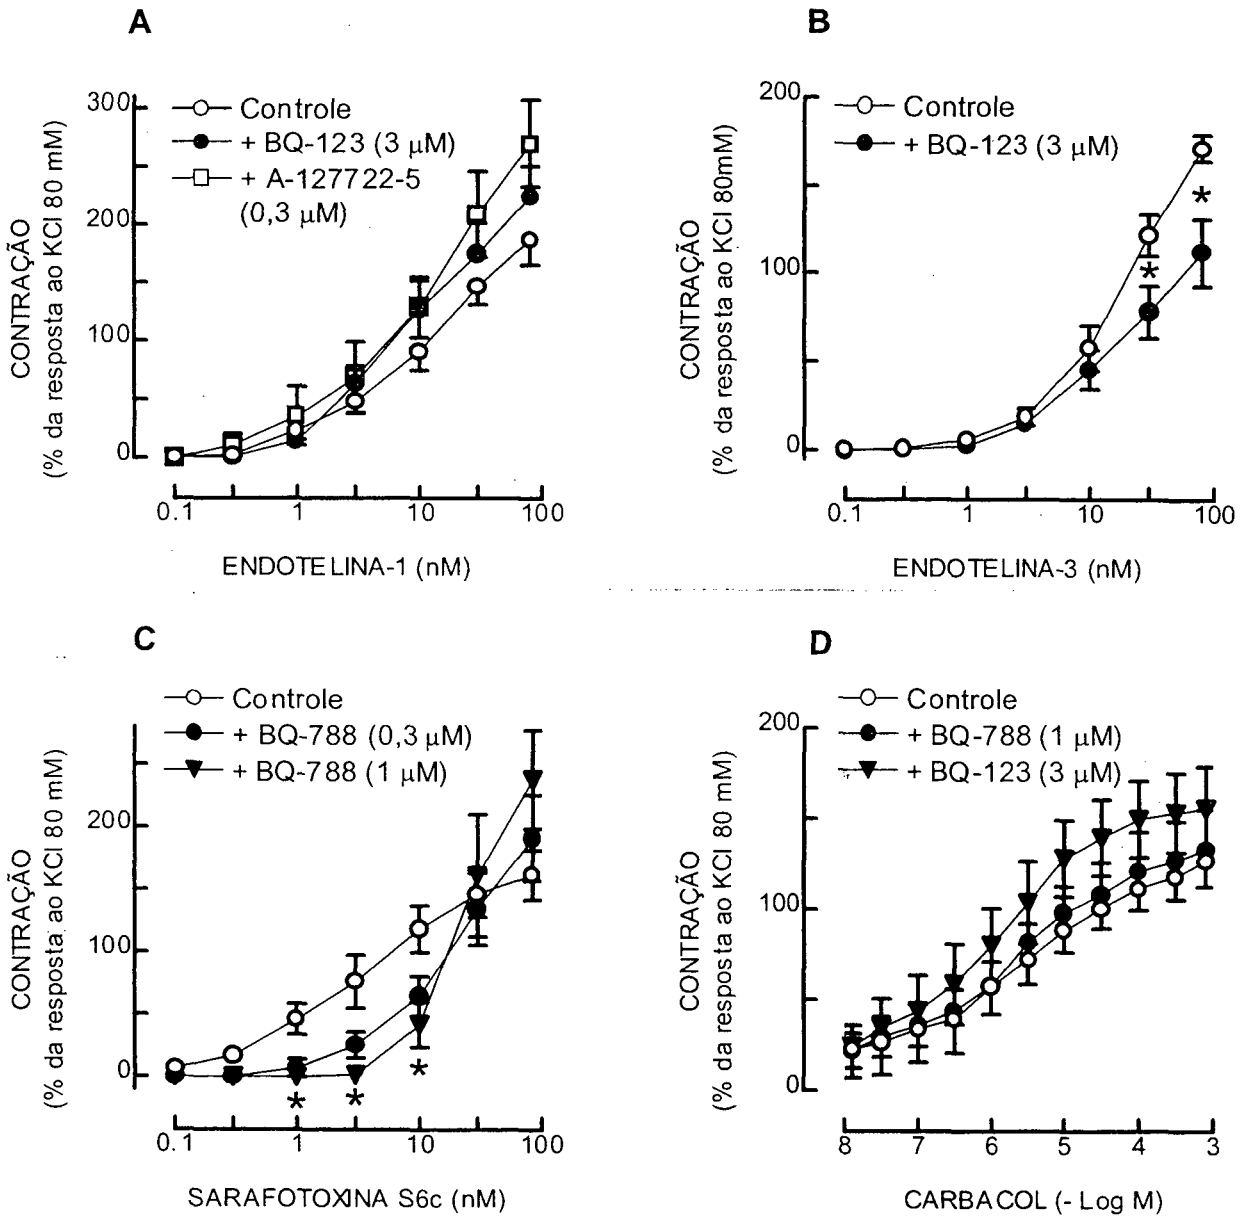 A
CONTRAÇÃO
(% da resposta ao KCl 80 mM)
300
200
100
0
Controle
+ BQ-123 (3 µM)
+ A-127722-5
(0,3 µM)
0.1 1 10 100
ENDOTELINA-1 (nM)
B
CONTRAÇÃO
(% da resposta ao KCl 80mM)
200
100
0
Controle
+ BQ-123 (3 µM)
*
*
0.1 1 10 100
ENDOTELINA-3 (nM)
C
CONTRAÇÃO
(% da resposta ao KCl 80 mM)
200
100
0
Controle
+ BQ-788 (0,3 µM)
+ BQ-788 (1 µM)
* * *
0.1 1 10 100
SARAFOTOXINA S6c (nM)
D
CONTRAÇÃO
(% da resposta ao KCl 80 mM)
200
100
0
Controle
+ BQ-788 (1 µM)
+ BQ-123 (3 µM)
8 7 6 5 4 3
CARBACOL (- Log M)